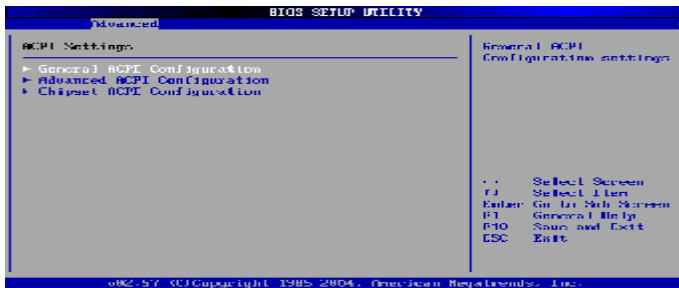 BIOS SETUP UTILITY
Advanced
ACPI Settings
► General ACPI Configuration
► Advanced ACPI Configuration
► Chipset ACPI Configuration
General ACPI
Configuration settings
Select Screen
↑↓ Select Item
Enter Go to Sub Screen
F1 General Help
F10 Save and Exit
ESC Exit
v02.57 (C)Copyright 1985-2004, American Megatrends, Inc.